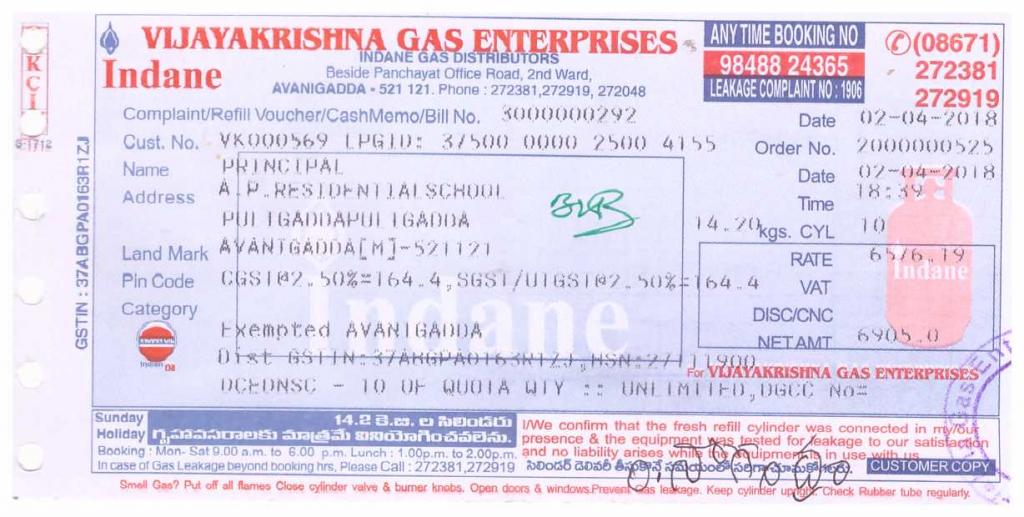 VIJAYAKRISHNA GAS ENTERPRISES
Indane
INDANE GAS DISTRIBUTORS
Beside Panchayat Office Road, 2nd Ward,
AVANIGADDA - 521 121. Phone : 272381,272919, 272048
ANY TIME BOOKING NO
98488 24365
LEAKAGE COMPLAINT NO : 1906
(08671)
272381
272919
KCI
GSTIN : 37ABGPA0163R1ZJ
Complaint/Refill Voucher/CashMemo/Bill No. 3000000292
Date 02-04-2018
Cust. No. VK000569 LPGID: 37500 0000 2500 4155
Order No. 2000000525
Name PRINCIPAL
Date 02-04-2018
Address A.P.RESIDENTIALSCHOOL
Time 18:39
PULIGADDAPULIGADDA
14.20 kgs. CYL 10
Land Mark AVANIGADDA[M]-521121
RATE 6576.19
Pin Code CGST@2.50%=164.4,SGST/UTGST@2.50%=164.4
VAT
Category
DISC/CNC
Exempted AVANIGADDA
NET AMT 6905.0
Dist GSTIN:37ABGPA0163R1ZJ,HSN:27111900
For VIJAYAKRISHNA GAS ENTERPRISES
DCEDNSC - 10 OF QUOTA QTY :: UNLIMITED,DGCC No=
Indane
Indane
Sunday
Holiday
14.2 కె.ఐ. ల సిలిండరు
గృహావసరాలకు మాత్రమే వినియోగించవలెను.
Booking : Mon- Sat 9.00 a.m. to 6.00 p.m. Lunch : 1.00p.m. to 2.00p.m.
In case of Gas Leakage beyond booking hrs, Please Call : 272381,272919
I/We confirm that the fresh refill cylinder was connected in my/our
presence & the equipment was tested for leakage to our satisfaction
and no liability arises while the equipment is in use with us
సిలిండర్ డెలివరీ తీసుకొనే సమయంలో సరిగా చూచుకోగలరు.
CUSTOMER COPY
Smell Gas? Put off all flames Close cylinder valve & burner knobs. Open doors & windows.Prevent Gas leakage. Keep cylinder upright. Check Rubber tube regularly.